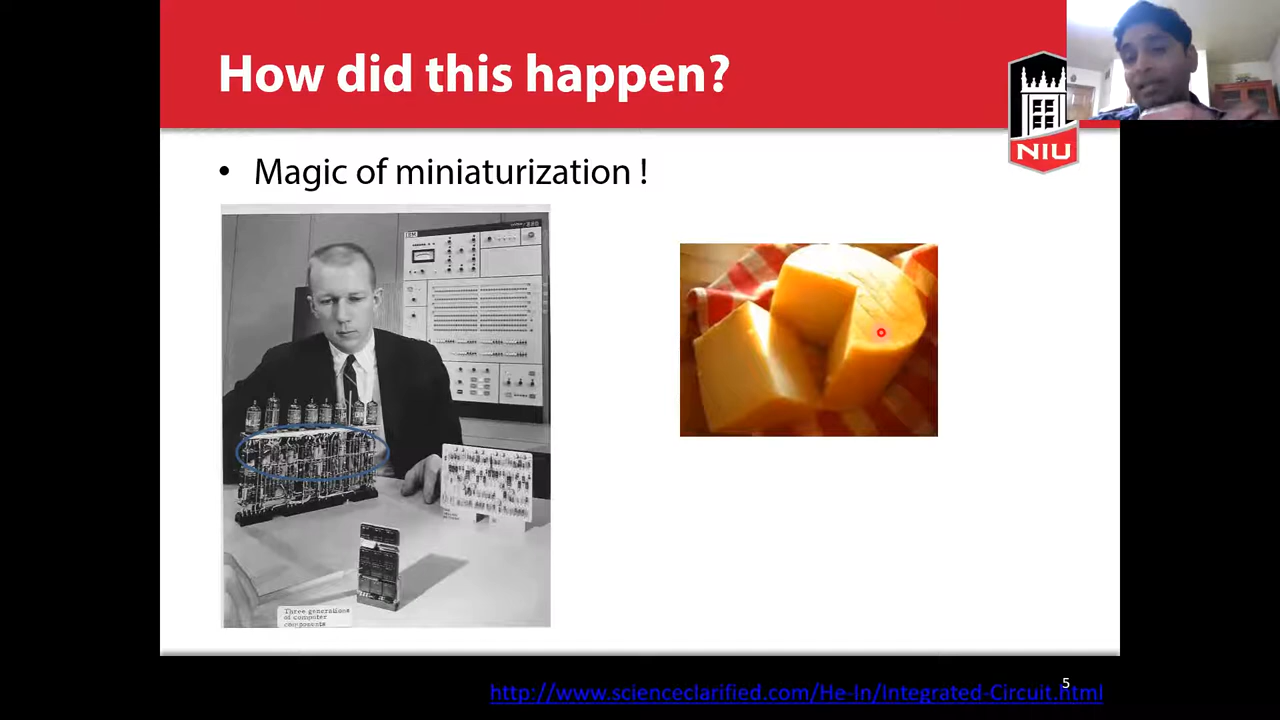 How did this happen?
NIU
• Magic of miniaturization !
IBM
Three generations
of computer
components
5
http://www.scienceclarified.com/He-In/Integrated-Circuit.html